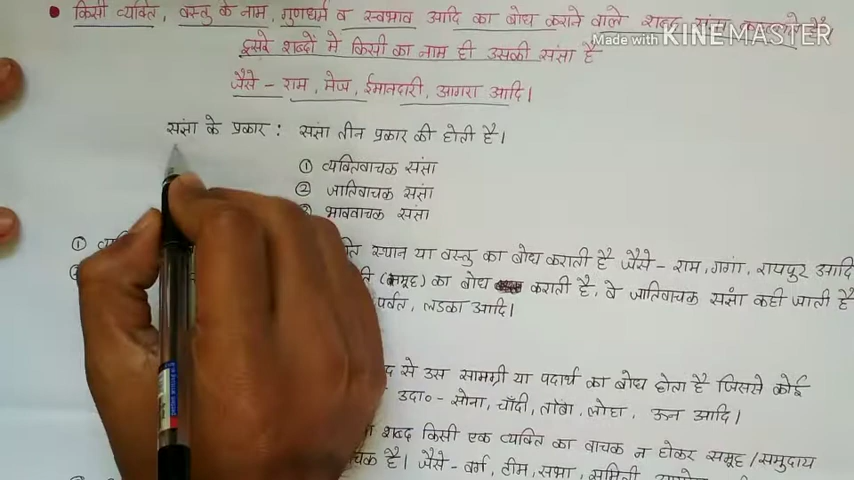 किसी व्यक्ति, वस्तु के नाम, गुणधर्म व स्वभाव आदि का बोध कराने वाले शब्द संज्ञा
Made with KINEMASTER
दूसरे शब्दों में किसी का नाम ही उसकी संज्ञा है
जैसे - राम, मेज, ईमानदारी, आगरा आदि।
संज्ञा के प्रकार : संज्ञा तीन प्रकार की होती है।
① व्यक्तिवाचक संज्ञा
② जातिवाचक संज्ञा
भाववाचक संज्ञा
① स्थान या वस्तु का बोध कराती है जैसे - राम, गंगा, रायपुर आदि
(समूह) का बोध कराती है, वे जातिवाचक संज्ञा कही जाती है
पर्वत, लडका आदि।
से उस सामग्री या पदार्थ का बोध होता है जिससे कोई
उदा० - सोना, चाँदी, तांबा, लोहा, ऊन आदि।
शब्द किसी एक व्यक्ति का वाचक न होकर समूह/समुदाय
है। जैसे - वर्ग, टीम, सभा, समिति,